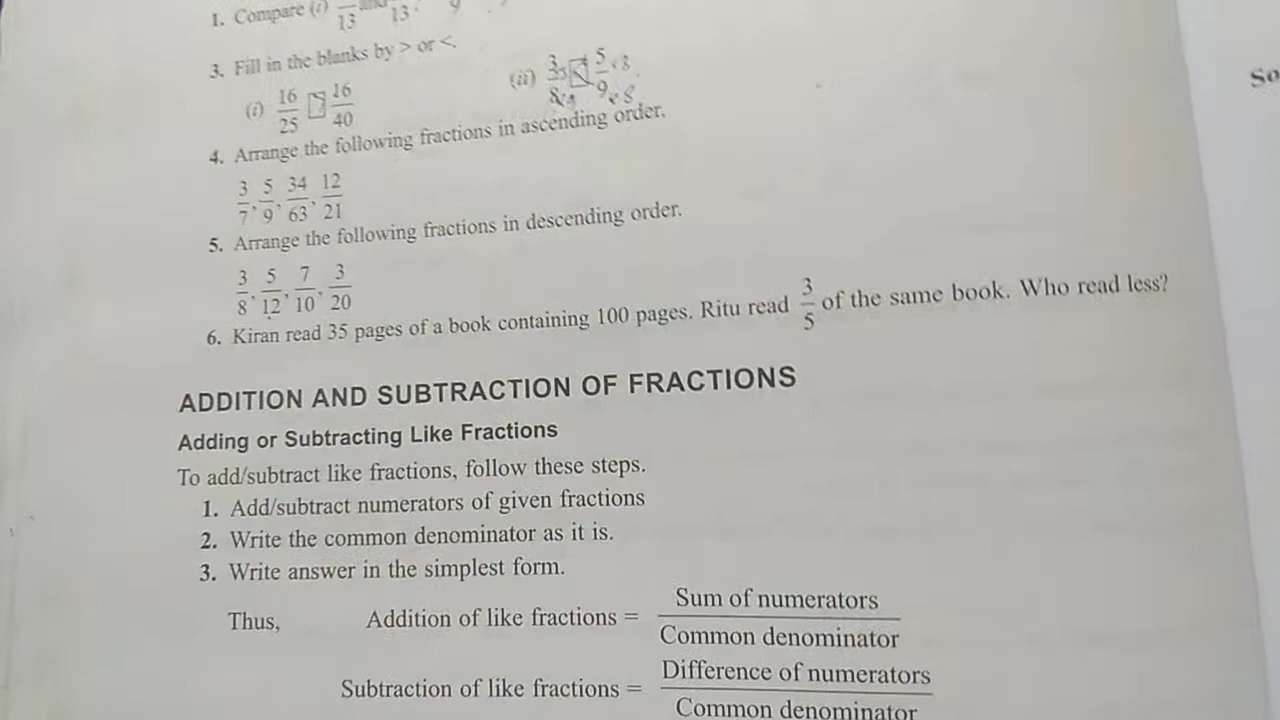 1. Compare (i) 13 and 13.
3. Fill in the blanks by > or <.
(i) 16/25 > 16/40 (ii) 3/8 < 5/9
4. Arrange the following fractions in ascending order.
3/7, 5/9, 34/63, 12/21
5. Arrange the following fractions in descending order.
3/8, 5/12, 7/10, 3/20
6. Kiran read 35 pages of a book containing 100 pages. Ritu read 3/5 of the same book. Who read less?
ADDITION AND SUBTRACTION OF FRACTIONS
Adding or Subtracting Like Fractions
To add/subtract like fractions, follow these steps.
1. Add/subtract numerators of given fractions
2. Write the common denominator as it is.
3. Write answer in the simplest form.
Thus, Addition of like fractions = Sum of numerators / Common denominator
Subtraction of like fractions = Difference of numerators / Common denominator
So